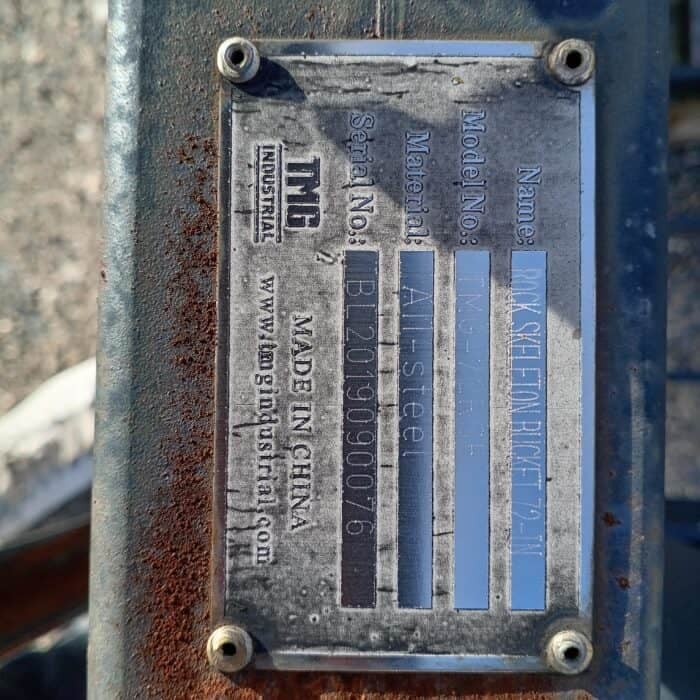 Name: ROCK SKELETON BUCKET 72-IN
Model No.:
Material: All-steel
Serial No.: BL2019090076
TMG
INDUSTRIAL
MADE IN CHINA
www.tmgindustrial.com